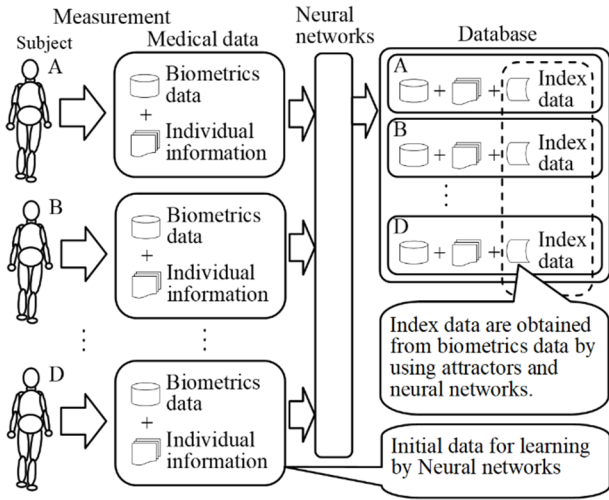 Measurement
Subject
Medical data
Neural
networks
Database
A
Biometrics
data
+
Individual
information
B
Biometrics
data
+
Individual
information
⋮
⋮
D
Biometrics
data
+
Individual
information
A
+ + Index
data
B
+ + Index
data
⋮
D
+ + Index
data
Index data are obtained
from biometrics data by
using attractors and
neural networks.
Initial data for learning
by Neural networks